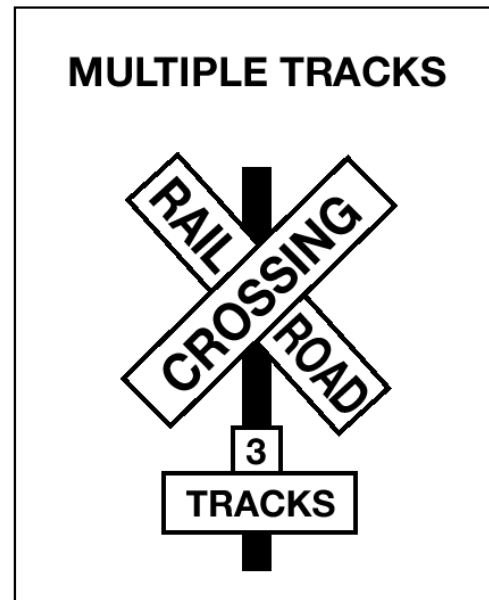 MULTIPLE TRACKS
RAIL ROAD
CROSSING
3
TRACKS